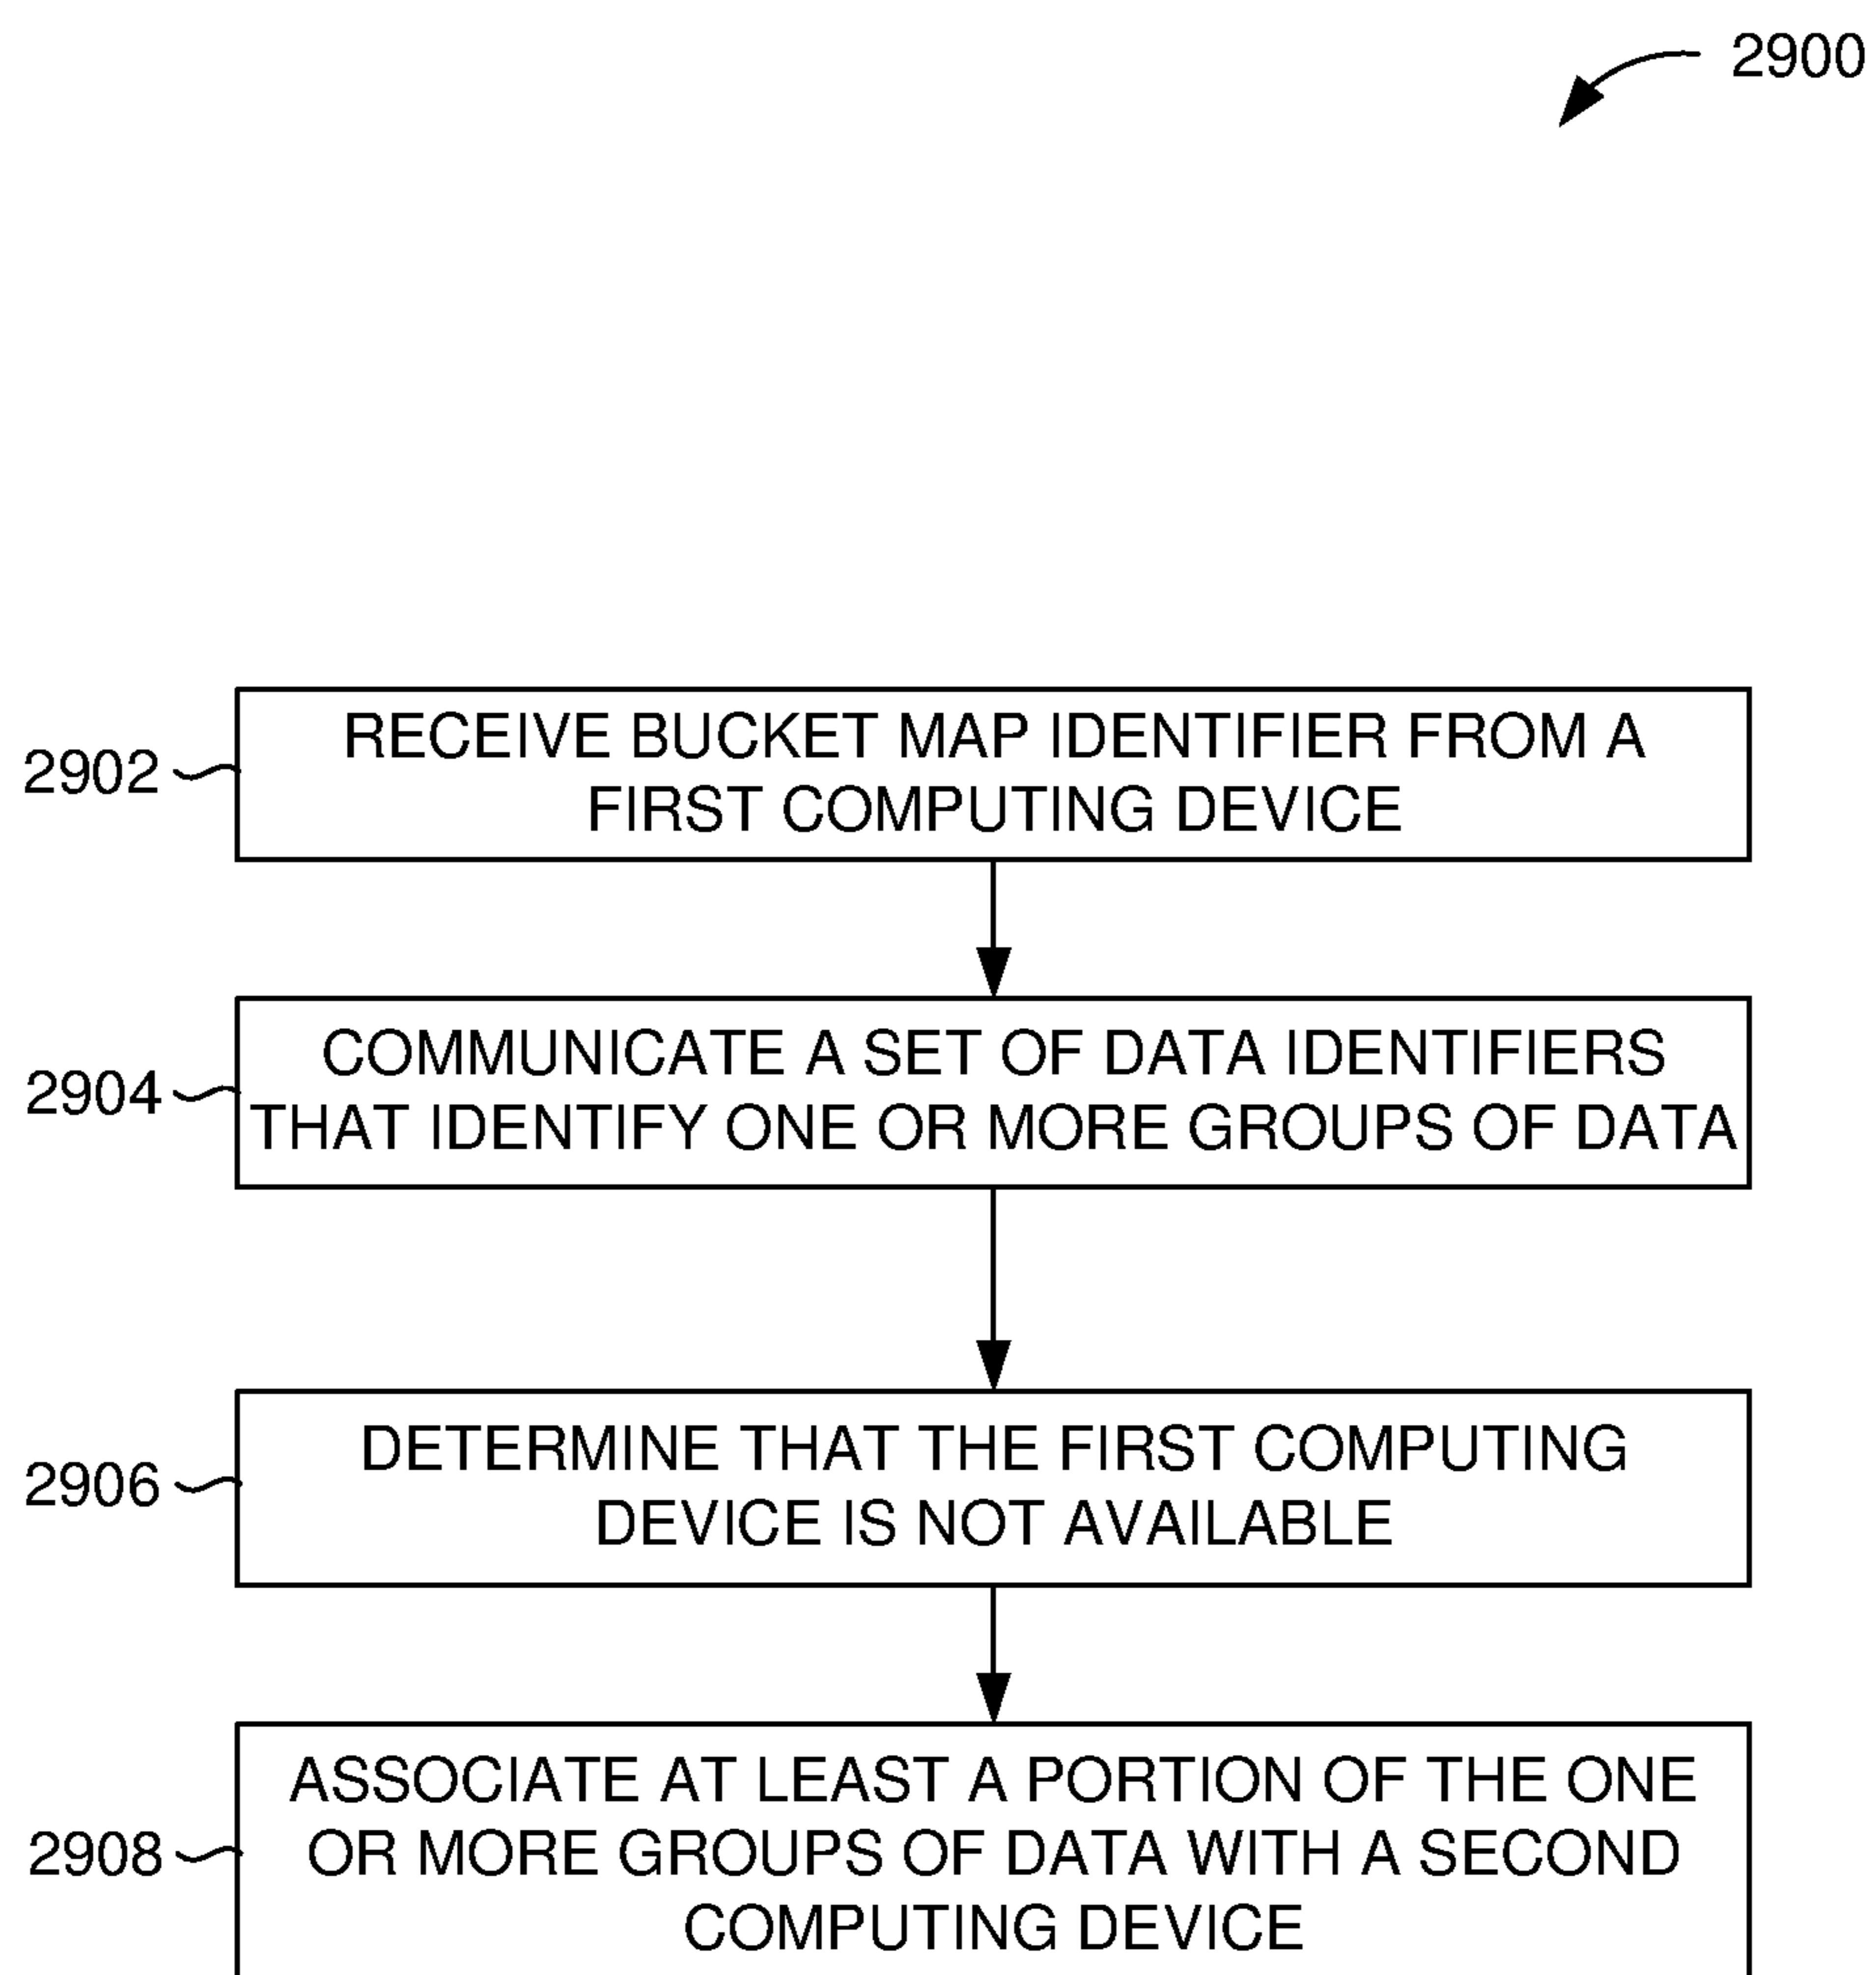 2900
RECEIVE BUCKET MAP IDENTIFIER FROM A
FIRST COMPUTING DEVICE
2902
COMMUNICATE A SET OF DATA IDENTIFIERS
THAT IDENTIFY ONE OR MORE GROUPS OF DATA
2904
DETERMINE THAT THE FIRST COMPUTING
DEVICE IS NOT AVAILABLE
2906
ASSOCIATE AT LEAST A PORTION OF THE ONE
OR MORE GROUPS OF DATA WITH A SECOND
COMPUTING DEVICE
2908